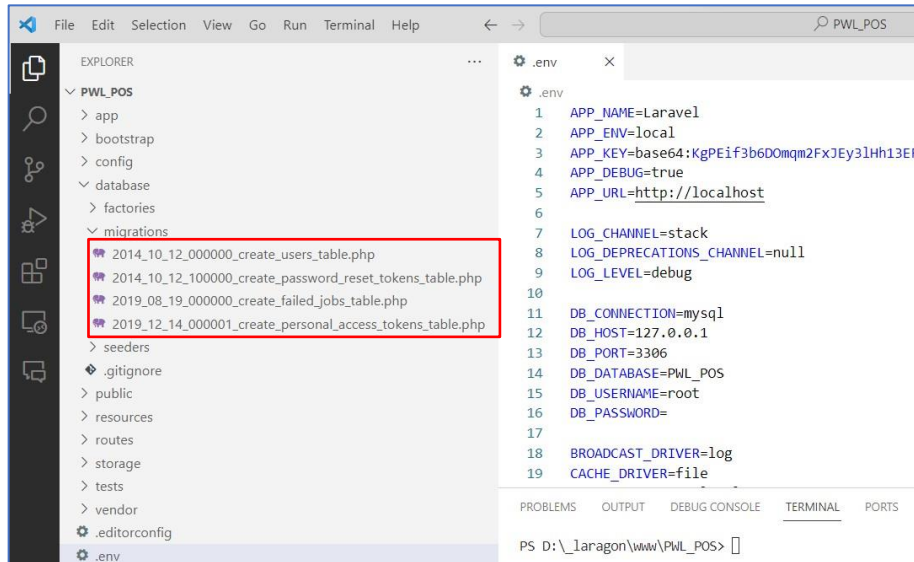 File Edit Selection View Go Run Terminal Help PWL_POS
EXPLORER
PWL_POS
app
bootstrap
config
database
factories
migrations
2014_10_12_000000_create_users_table.php
2014_10_12_100000_create_password_reset_tokens_table.php
2019_08_19_000000_create_failed_jobs_table.php
2019_12_14_000001_create_personal_access_tokens_table.php
seeders
.gitignore
public
resources
routes
storage
tests
vendor
.editorconfig
.env
.env
.env
1 APP_NAME=Laravel
2 APP_ENV=local
3
4 APP_DEBUG=true
5 APP_URL=http://localhost
6
7 LOG_CHANNEL=stack
8 LOG_DEPRECATIONS_CHANNEL=null
9 LOG_LEVEL=debug
10
11 DB_CONNECTION=mysql
12 DB_HOST=127.0.0.1
13 DB_PORT=3306
14 DB_DATABASE=PWL_POS
15 DB_USERNAME=root
16 DB_PASSWORD=
17
18 BROADCAST_DRIVER=log
19 CACHE_DRIVER=file
PROBLEMS OUTPUT DEBUG CONSOLE TERMINAL PORTS
PS D:\_laragon\www\PWL_POS>